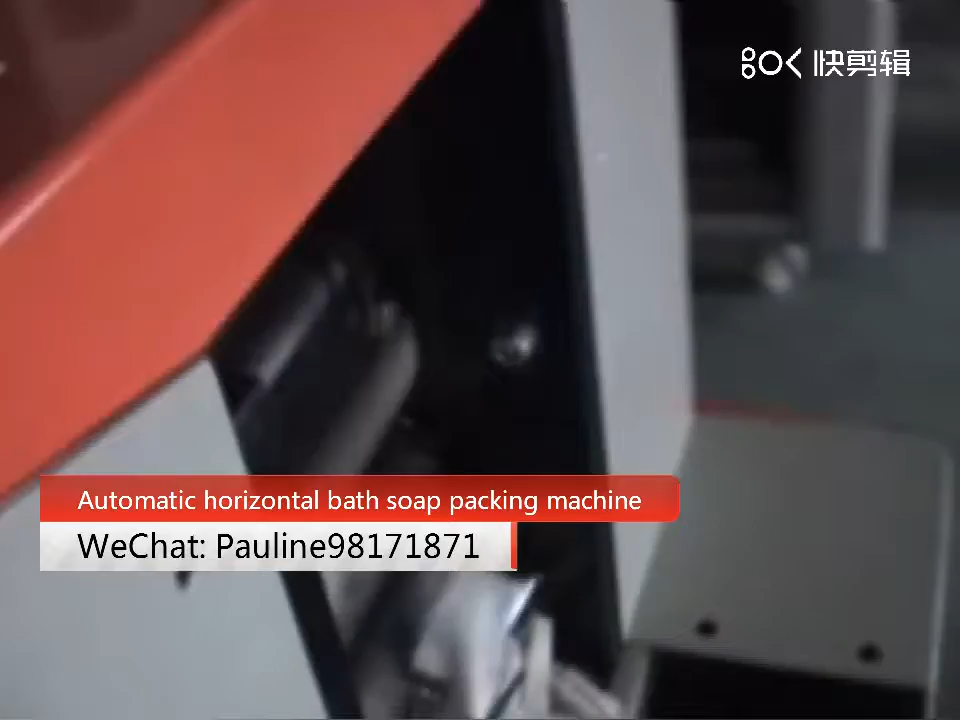 快剪辑
Automatic horizontal bath soap packing machine
WeChat: Pauline98171871